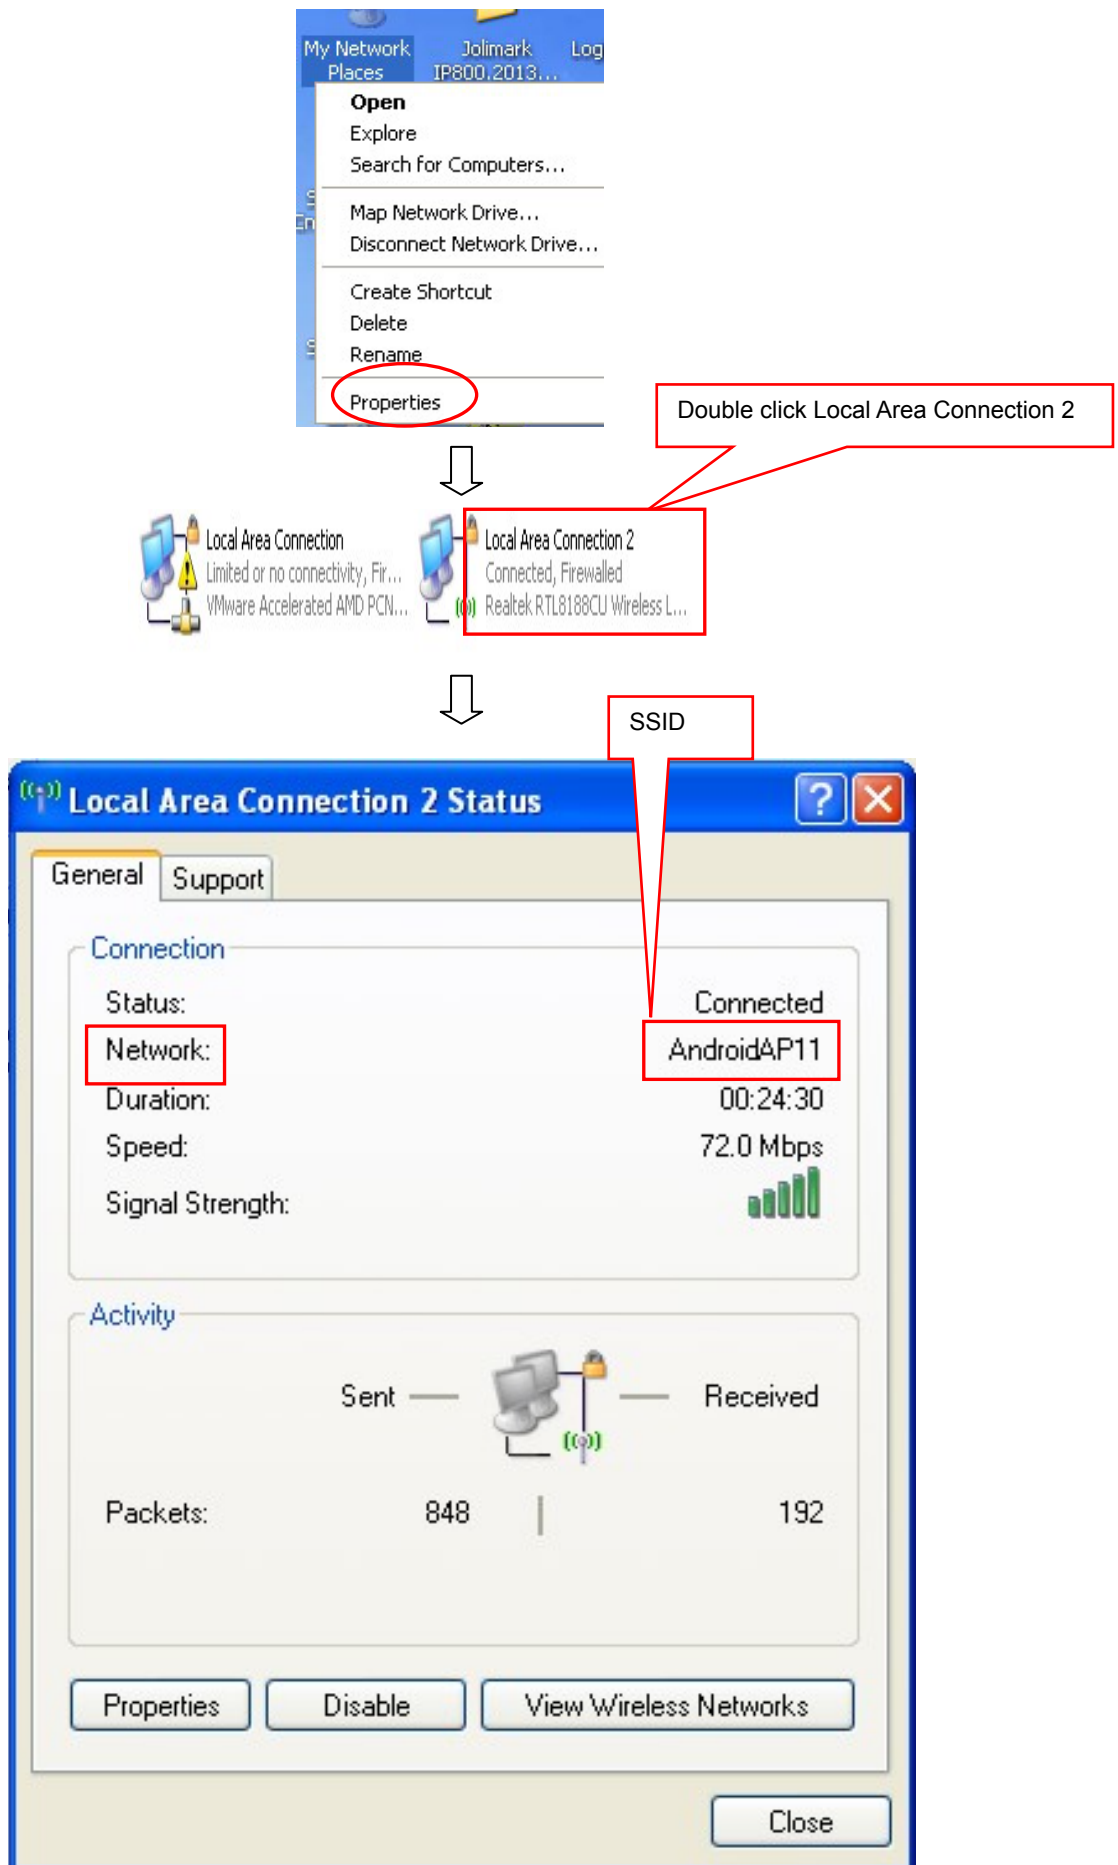 My Network
Places
Jolimark
IP800.2013...
Log
Open
Explore
Search for Computers...
Map Network Drive...
Disconnect Network Drive...
Create Shortcut
Delete
Rename
Properties
Double click Local Area Connection 2
Local Area Connection
Limited or no connectivity, Fir...
VMware Accelerated AMD PCN...
Local Area Connection 2
Connected, Firewalled
Realtek RTL8188CU Wireless L...
SSID
Local Area Connection 2 Status
General
Support
Connection
Status: Connected
Network: AndroidAP11
Duration: 00:24:30
Speed: 72.0 Mbps
Signal Strength:
Activity
Sent
Received
Packets: 848 192
Properties
Disable
View Wireless Networks
Close